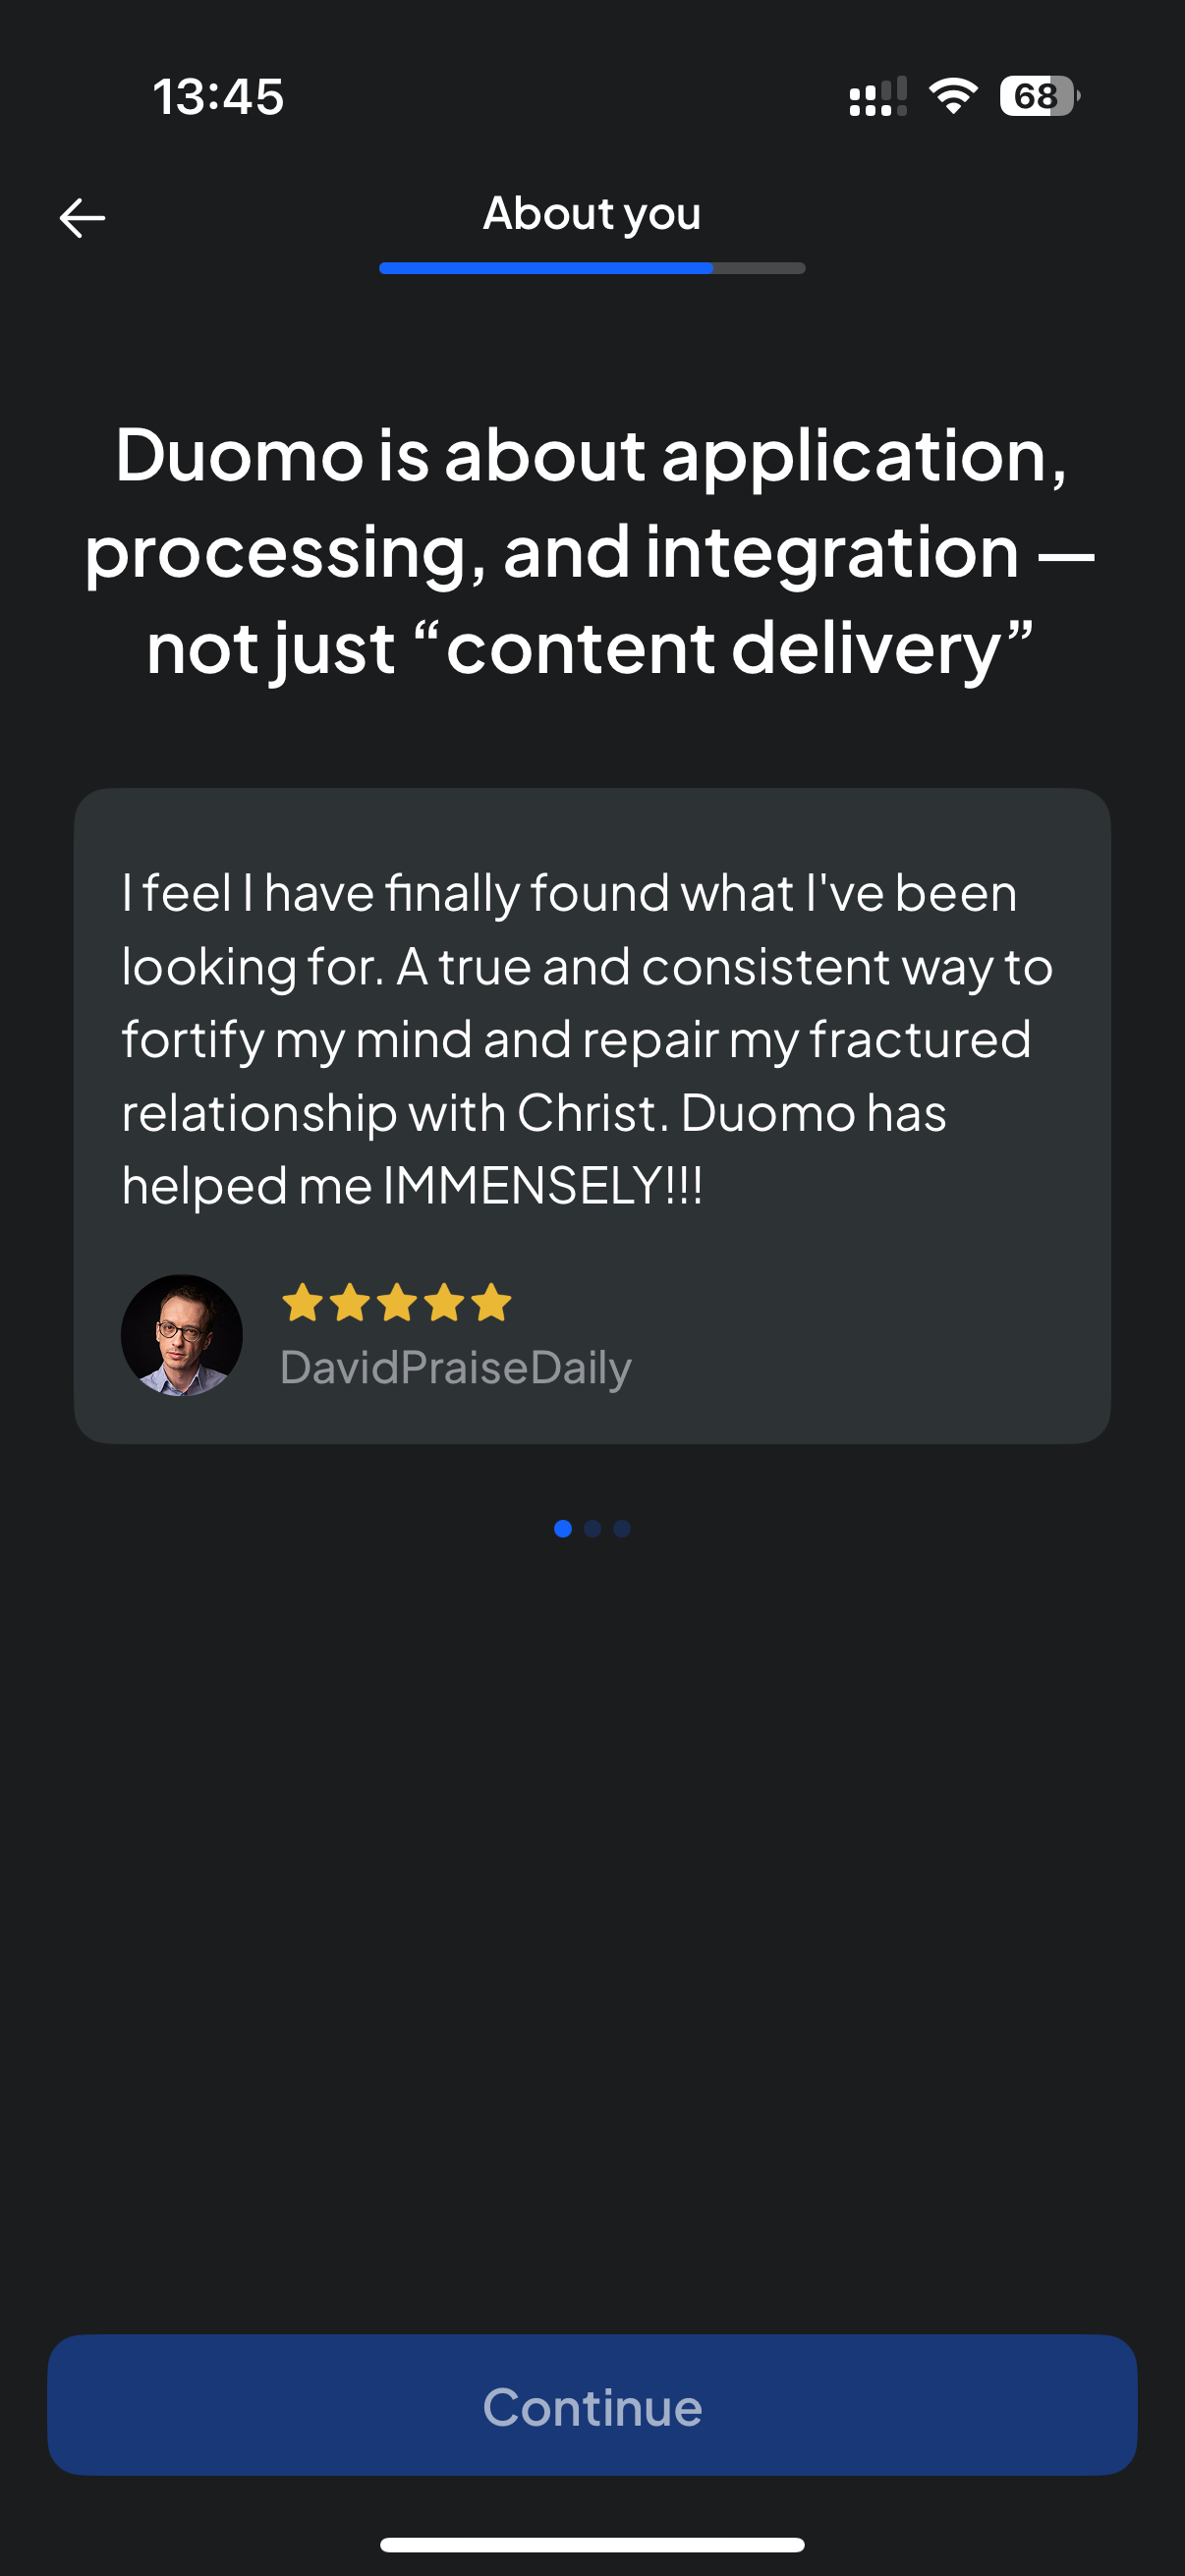 13:45
68
About you
Duomo is about application,
processing, and integration —
not just “content delivery”
I feel I have finally found what I've been
looking for. A true and consistent way to
fortify my mind and repair my fractured
relationship with Christ. Duomo has
helped me IMMENSELY!!!
DavidPraiseDaily
Continue